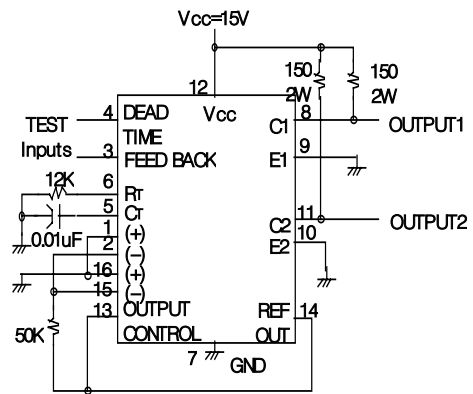 Vcc=15V
12
150
2W
150
2W
Vcc
4 DEAD
TIME
TEST
Inputs
3 FEED BACK
C1 8
OUTPUT1
E1 9
12K
6 RT
5 CT
0.01uF
1 (+)
2 (−)
16 (+)
15 (−)
C2 11
OUTPUT2
E2 10
13 OUTPUT
CONTROL
50K
REF 14
OUT
7
GND